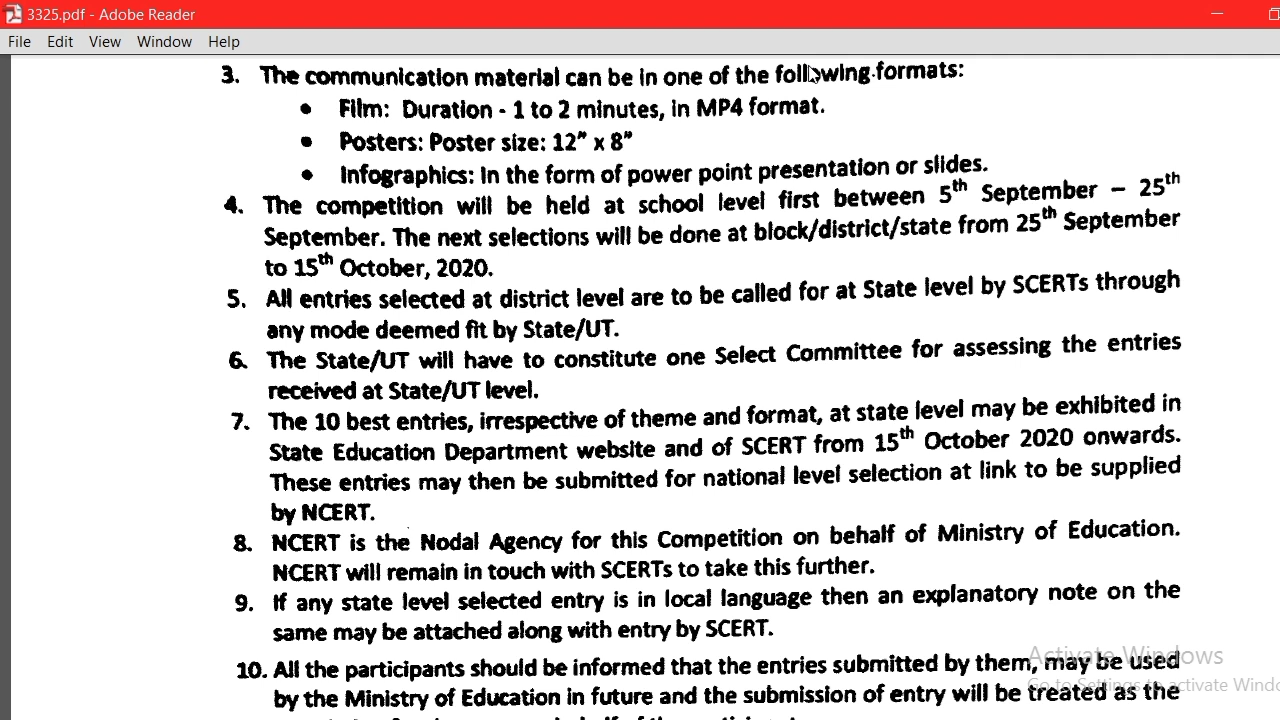 3325.pdf - Adobe Reader
File Edit View Window Help
3. The communication material can be in one of the following formats:
• Film: Duration - 1 to 2 minutes, in MP4 format.
• Posters: Poster size: 12" x 8"
• Infographics: In the form of power point presentation or slides.
4. The competition will be held at school level first between 5th September – 25th
September. The next selections will be done at block/district/state from 25th September
to 15th October, 2020.
5. All entries selected at district level are to be called for at State level by SCERTs through
any mode deemed fit by State/UT.
6. The State/UT will have to constitute one Select Committee for assessing the entries
received at State/UT level.
7. The 10 best entries, irrespective of theme and format, at state level may be exhibited in
State Education Department website and of SCERT from 15th October 2020 onwards.
These entries may then be submitted for national level selection at link to be supplied
by NCERT.
8. NCERT is the Nodal Agency for this Competition on behalf of Ministry of Education.
NCERT will remain in touch with SCERTs to take this further.
9. If any state level selected entry is in local language then an explanatory note on the
same may be attached along with entry by SCERT.
10. All the participants should be informed that the entries submitted by them, may be used
by the Ministry of Education in future and the submission of entry will be treated as the
Activate Windows
Go to Settings to activate Windo